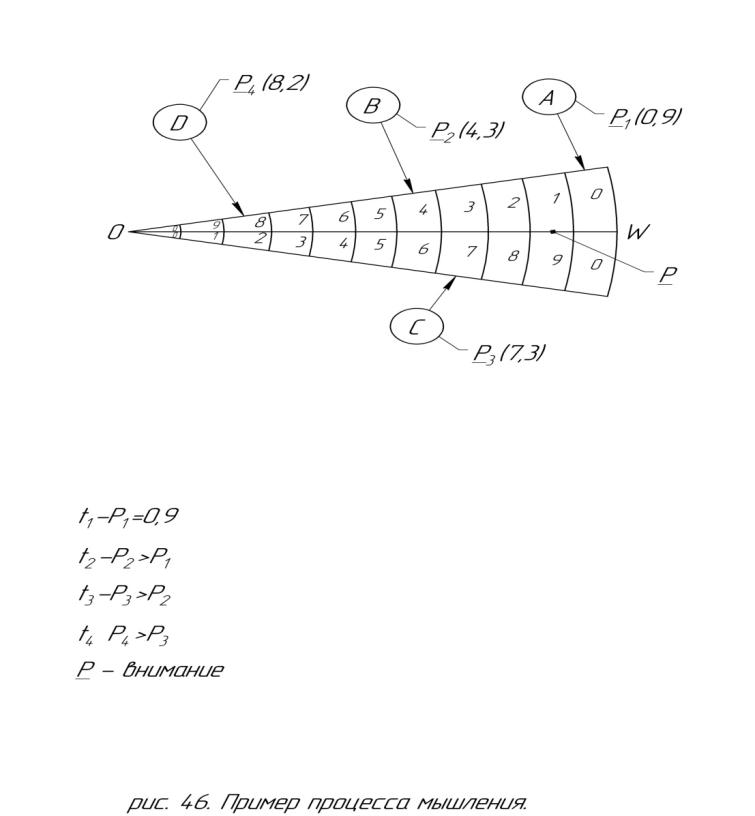 P4 (8,2)
D
B
P2 (4,3)
A
P1 (0,9)
O
9 8 7 6 5 4 3 2 1 0
W
1 2 3 4 5 6 7 8 9 0
P
C
P3 (7,3)
t1–P1=0,9
t2–P2>P1
t3–P3>P2
t4 P4>P3
P – внимание
рис. 46. Пример процесса мышления.